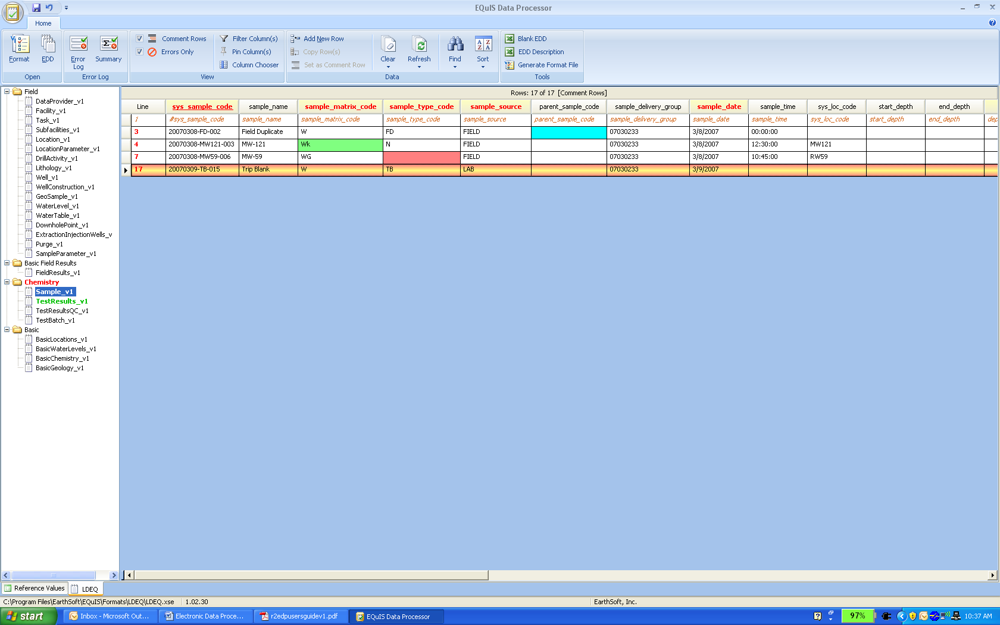 EQuIS Data Processor
Home
Format
EDD
Open
Error Log
Summary
Error Log
Comment Rows
Errors Only
Filter Column(s)
Pin Column(s)
Column Chooser
View
Add New Row
Copy Row(s)
Set as Comment Row
Clear
Refresh
Find
Sort
Data
Blank EDD
EDD Description
Generate Format File
Tools
Field
DataProvider_v1
Facility_v1
Task_v1
Subfacilities_v1
Location_v1
LocationParameter_v1
DrillActivity_v1
Lithology_v1
Well_v1
WellConstruction_v1
GeoSample_v1
WaterLevel_v1
WaterTable_v1
DownholePoint_v1
ExtractionInjectionWells_v
Purge_v1
SampleParameter_v1
Basic Field Results
FieldResults_v1
Chemistry
Sample_v1
TestResults_v1
TestResultsQC_v1
TestBatch_v1
Basic
BasicLocations_v1
BasicWaterLevels_v1
BasicChemistry_v1
BasicGeology_v1
Rows: 17 of 17 [Comment Rows]
Line sys_sample_code sample_name sample_matrix_code sample_type_code sample_source parent_sample_code sample_delivery_group sample_date sample_time sys_loc_code start_depth end_depth
1 #sys_sample_code sample_name sample_matrix_code sample_type_code sample_source parent_sample_code sample_delivery_group sample_date sample_time sys_loc_code start_depth end_depth dep
3 20070308-FD-002 Field Duplicate W FD FIELD 07030233 3/8/2007 00:00:00
4 20070308-MW121-003 MW-121 Wk N FIELD 07030233 3/8/2007 12:30:00 MW121
7 20070308-MW59-006 MW-59 WG FIELD 07030233 3/8/2007 10:45:00 RW59
17 20070309-TB-015 Trip Blank W TB LAB 07030233 3/9/2007
Reference Values LDEQ
C:\Program Files\EarthSoft\EQuIS\Formats\LDEQ\LDEQ.xse 1.02.30 EarthSoft, Inc.
start Inbox - Microsoft Out... Electronic Data Proce... r2edpusersguidev1.pdf EQuIS Data Processor 97% 10:37 AM